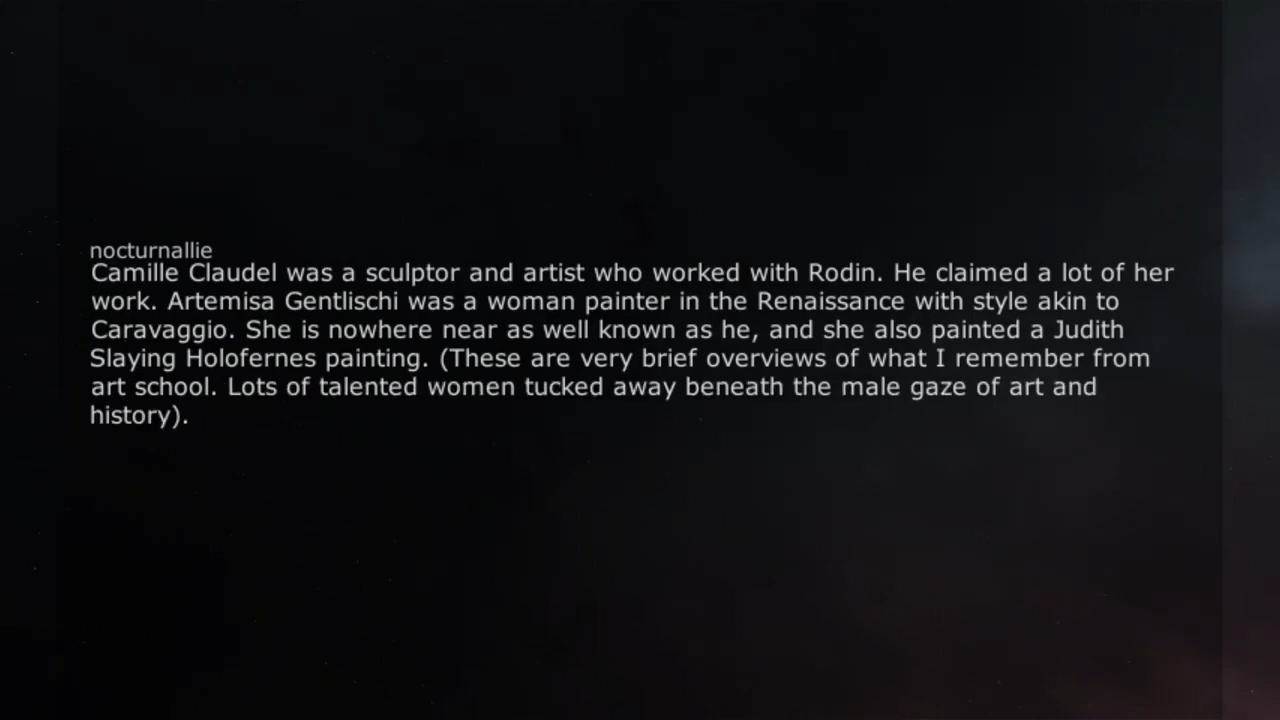 nocturnallie
Camille Claudel was a sculptor and artist who worked with Rodin. He claimed a lot of her
work. Artemisa Gentlischi was a woman painter in the Renaissance with style akin to
Caravaggio. She is nowhere near as well known as he, and she also painted a Judith
Slaying Holofernes painting. (These are very brief overviews of what I remember from
art school. Lots of talented women tucked away beneath the male gaze of art and
history).